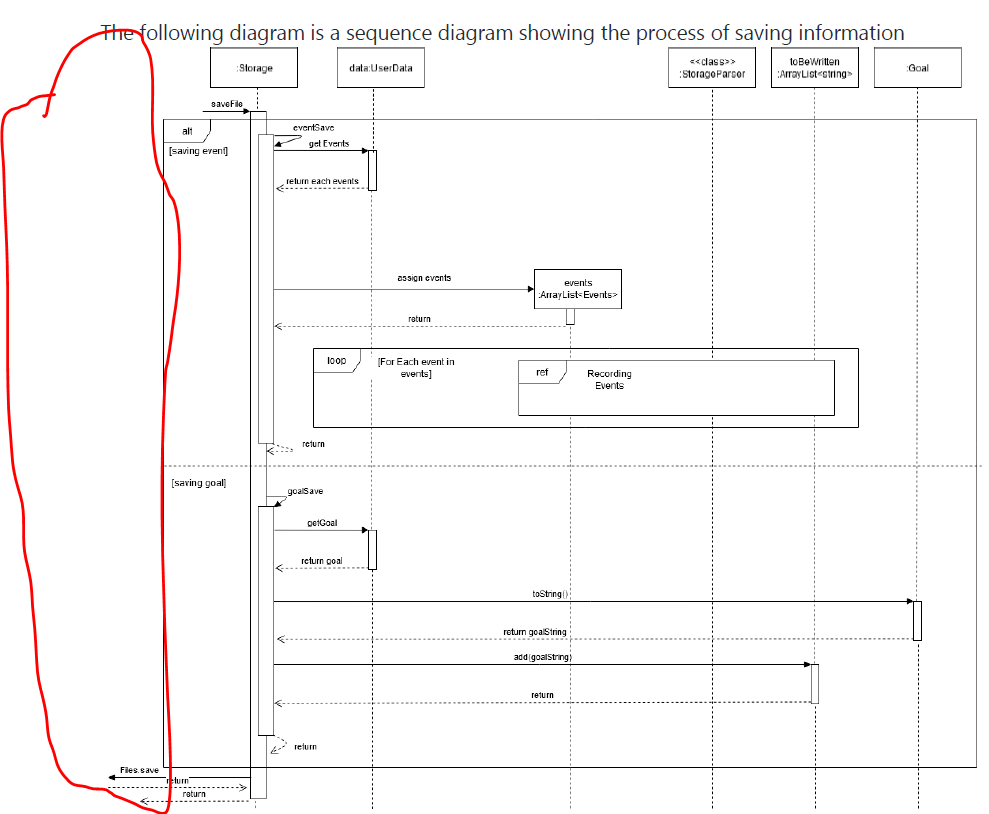 The following diagram is a sequence diagram showing the process of saving information
:Storage
data:UserData
<<class>>
:StorageParser
toBeWritten
:ArrayList<string>
:Goal
saveFile
alt
[saving event]
eventSave
get Events
return each events
assign events
events
:ArrayList<Events>
return
loop
[For Each event in
events]
ref
Recording
Events
return
[saving goal]
goalSave
getGoal
return goal
toString()
return goalString
add(goalString)
return
return
Files.save
return
return